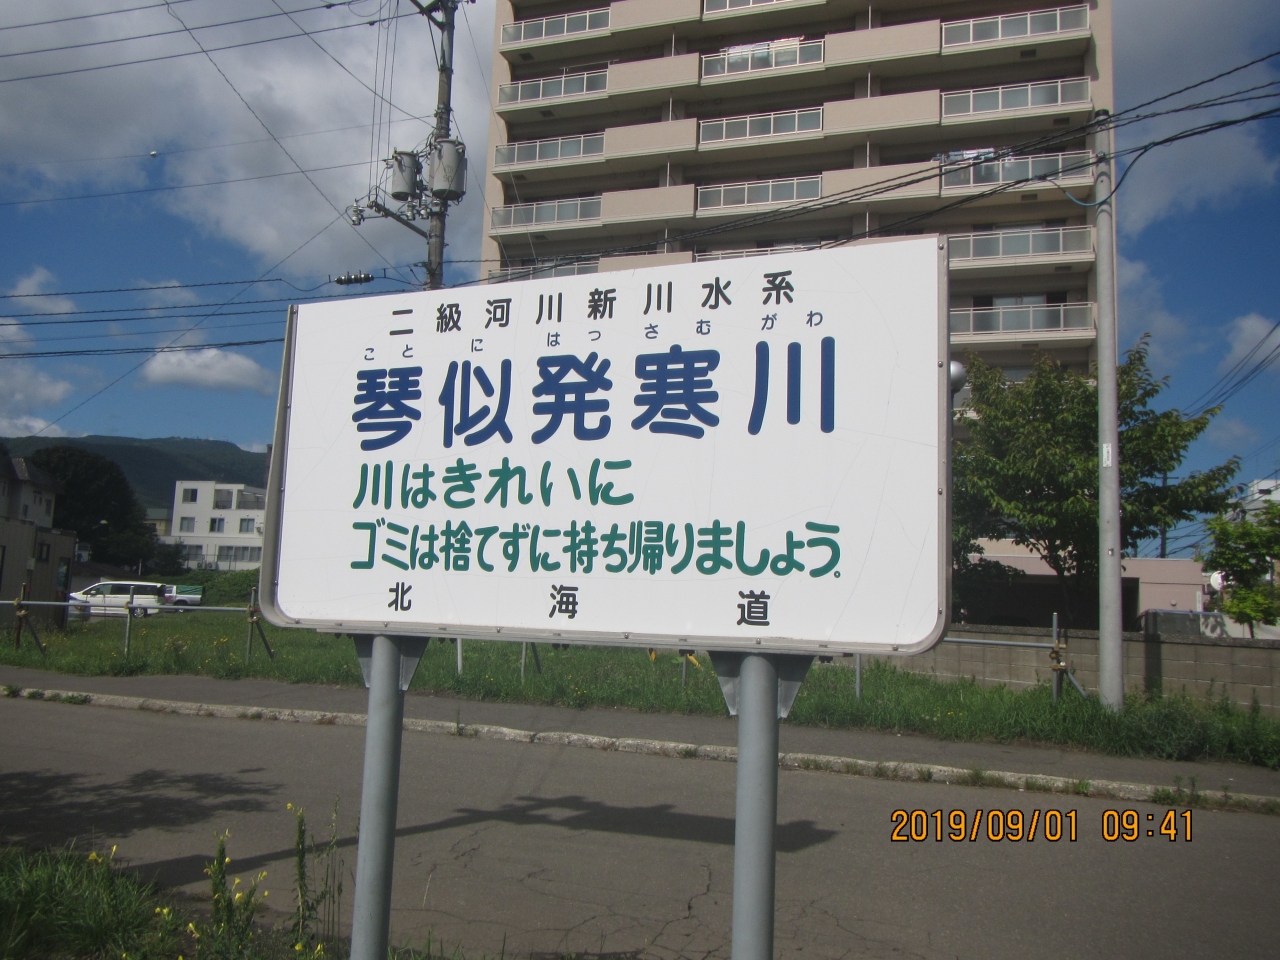 二級河川新川水系
ことにはっさむがわ
琴似発寒川
川はきれいに
ゴミは捨てずに持ち帰りましょう。
北海道
2019/09/01 09:41